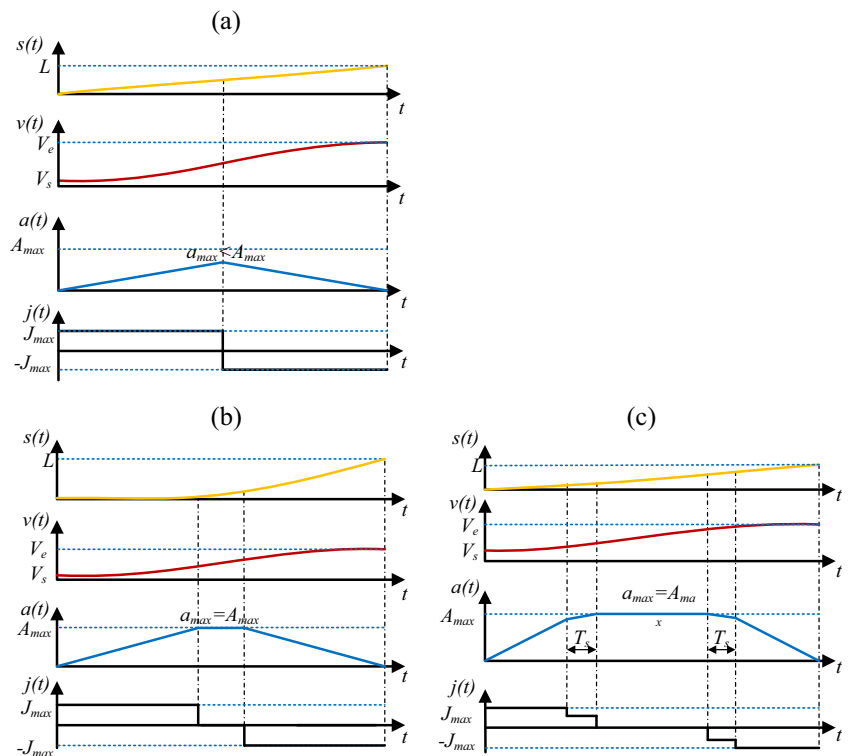 (a)
s(t)
L
t
v(t)
Ve
Vs
t
a(t)
Amax
amax<Amax
t
j(t)
Jmax
-Jmax
t
(b)
s(t)
L
t
v(t)
Ve
Vs
t
a(t)
Amax
amax=Amax
t
j(t)
Jmax
-Jmax
t
(c)
s(t)
L
t
v(t)
Ve
Vs
t
a(t)
Amax
amax=Ama
x
Ts
Ts
t
j(t)
Jmax
-Jmax
t